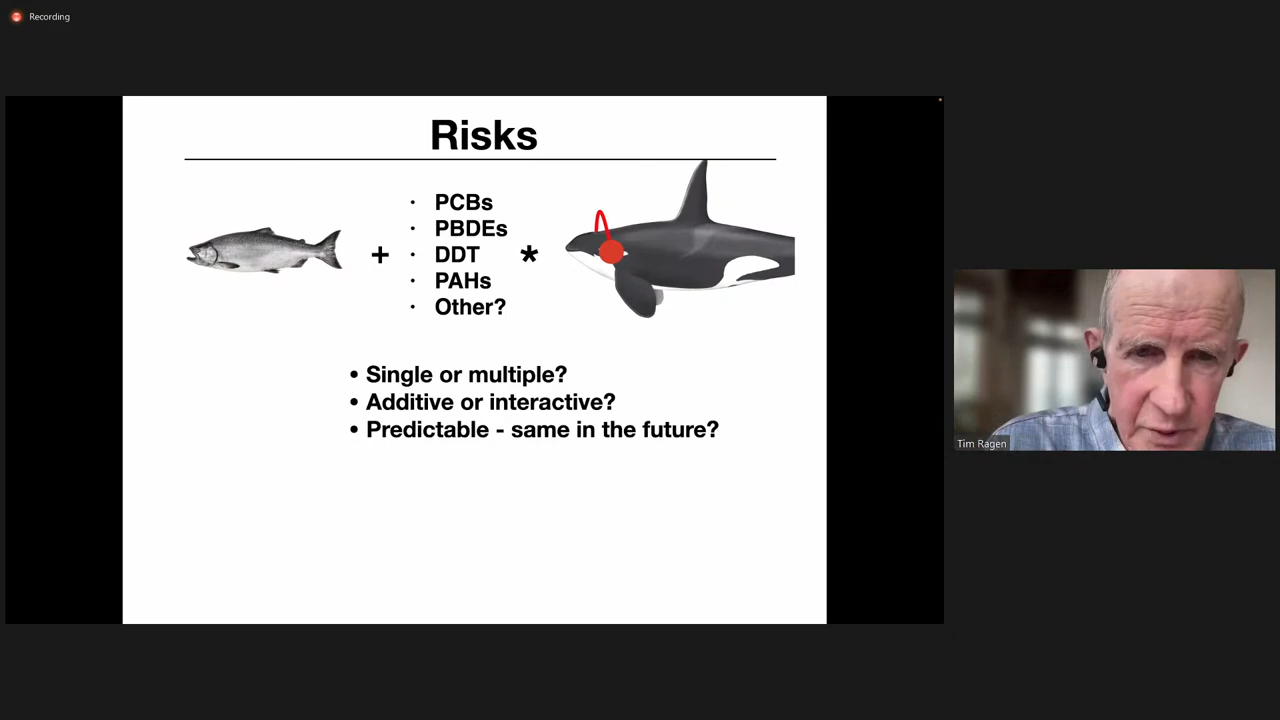 Recording
Risks
· PCBs
· PBDEs
+ · DDT *
· PAHs
· Other?
• Single or multiple?
• Additive or interactive?
• Predictable - same in the future?
Tim Ragen